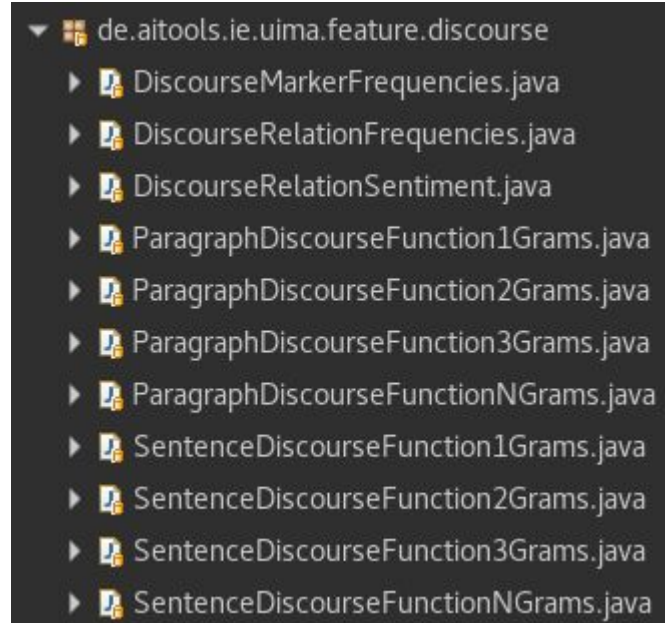 de.aitools.ie.uima.feature.discourse
DiscourseMarkerFrequencies.java
DiscourseRelationFrequencies.java
DiscourseRelationSentiment.java
ParagraphDiscourseFunction1Grams.java
ParagraphDiscourseFunction2Grams.java
ParagraphDiscourseFunction3Grams.java
ParagraphDiscourseFunctionNGrams.java
SentenceDiscourseFunction1Grams.java
SentenceDiscourseFunction2Grams.java
SentenceDiscourseFunction3Grams.java
SentenceDiscourseFunctionNGrams.java